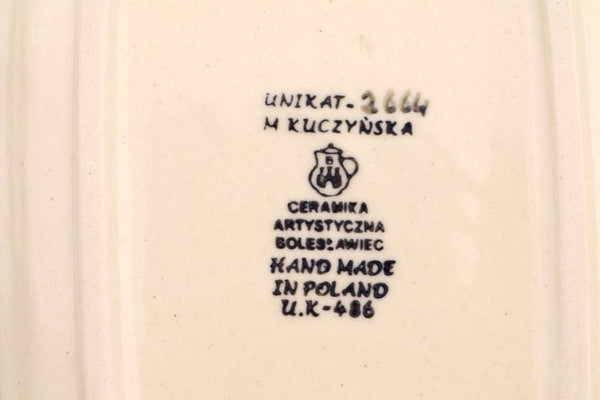 UNIKAT-2664
M KUCZYŃSKA
B
CERAMIKA
ARTYSTYCZNA
BOLESŁAWIEC
HAND MADE
IN POLAND
U.K-486